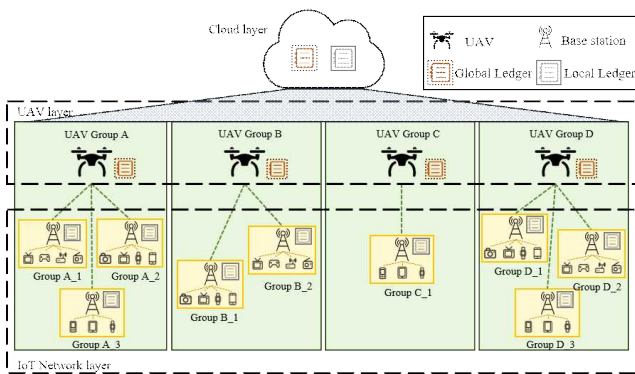 Cloud layer
UAV
Base station
Global Ledger
Local Ledger
UAV layer
UAV Group A
UAV Group B
UAV Group C
UAV Group D
Group A_1
Group A_2
Group A_3
Group B_1
Group B_2
Group C_1
Group D_1
Group D_2
Group D_3
IoT Network layer